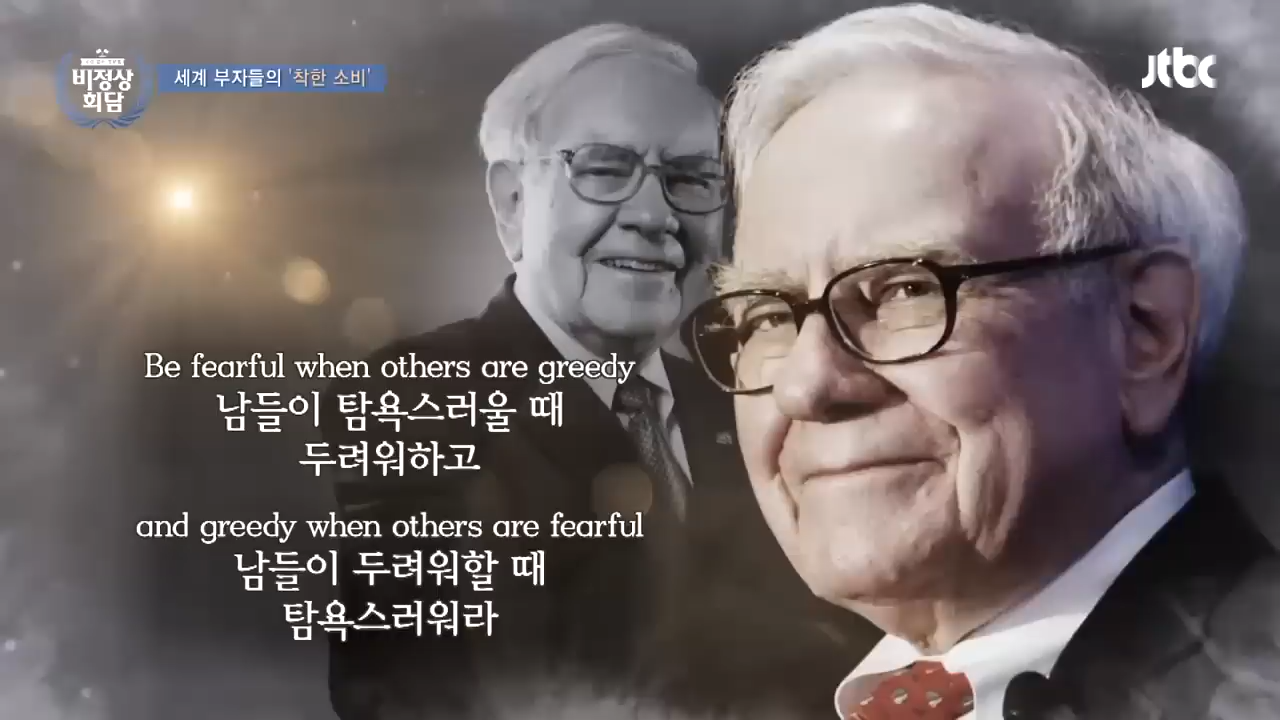 비정상
회담
세계 부자들의 '착한 소비'
jtbc
Be fearful when others are greedy
남들이 탐욕스러울 때
두려워하고
and greedy when others are fearful
남들이 두려워할 때
탐욕스러워라